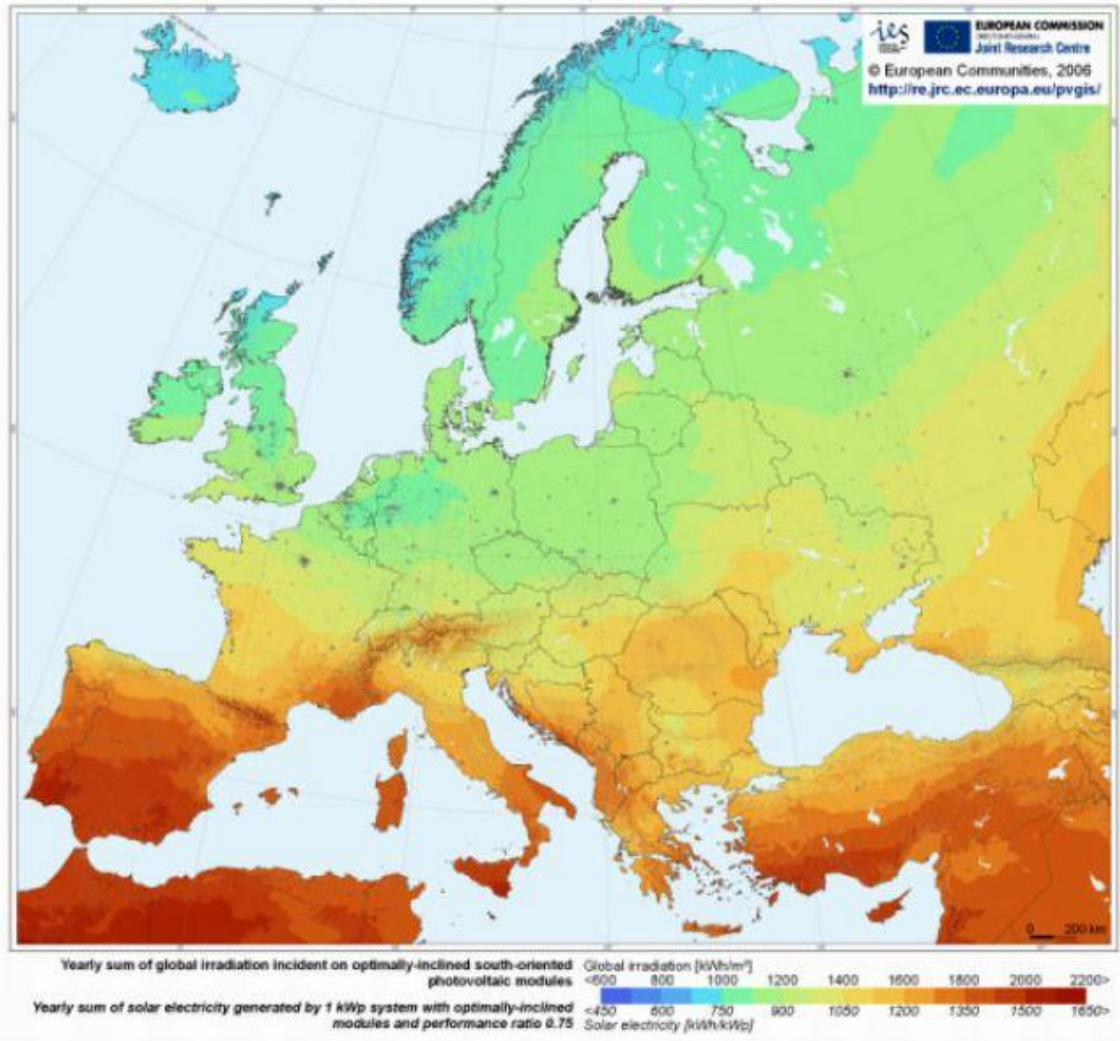 ies
EUROPEAN COMMISSION
Joint Research Centre
© European Communities, 2006
http://re.jrc.ec.europa.eu/pvgis/
0 200 km
Yearly sum of global irradiation incident on optimally-inclined south-oriented
photovoltaic modules
Global irradiation [kWh/m²]
<600 800 1000 1200 1400 1600 1800 2000 2200>
<450 600 750 900 1050 1200 1350 1500 1650>
Yearly sum of solar electricity generated by 1 kWp system with optimally-inclined
modules and performance ratio 0.75
Solar electricity [kWh/kWp]